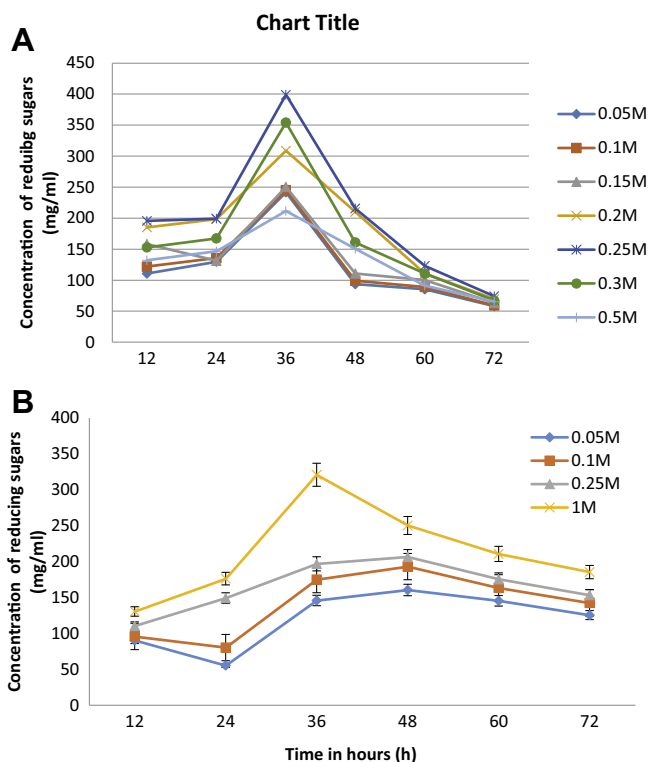 Chart Title
A
Concentration of reduibg sugars
(mg/ml)
450
400
350
300
250
200
150
100
50
0
12 24 36 48 60 72
0.05M
0.1M
0.15M
0.2M
0.25M
0.3M
0.5M
B
Concentration of reducing sugars
(mg/ml)
400
350
300
250
200
150
100
50
0
12 24 36 48 60 72
Time in hours (h)
0.05M
0.1M
0.25M
1M